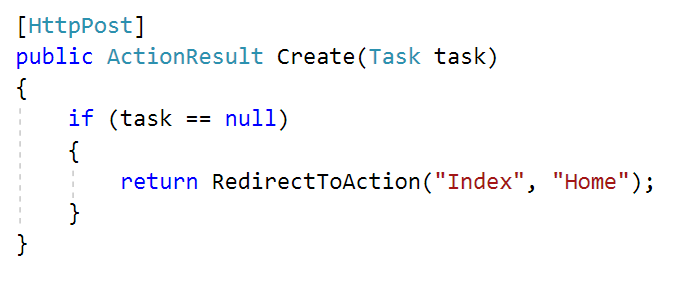 [HttpPost]
public ActionResult Create(Task task)
{
    if (task == null)
    {
        return RedirectToAction("Index", "Home");
    }
}